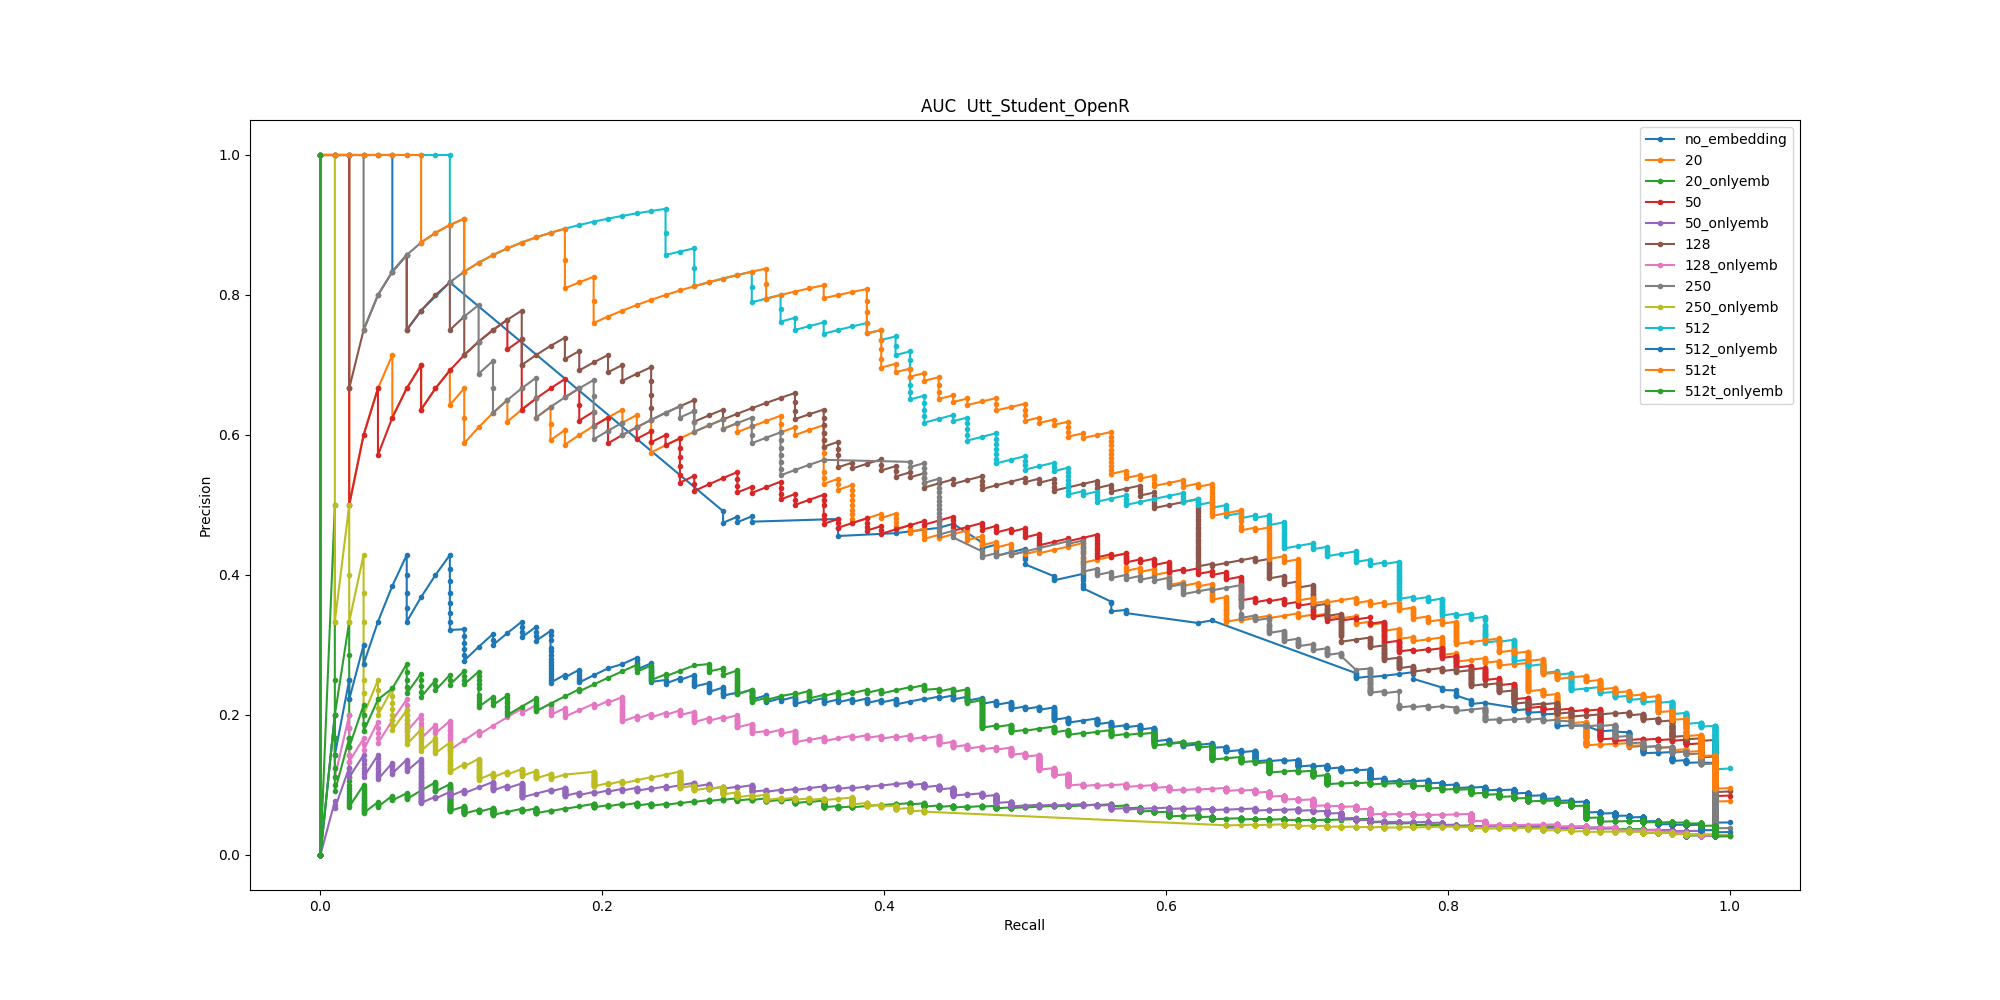 AUC  Utt_Student_OpenR
no_embedding
20
20_onlyemb
50
50_onlyemb
128
128_onlyemb
250
250_onlyemb
512
512_onlyemb
512t
512t_onlyemb
1.0
0.8
0.6
0.4
0.2
0.0
Precision
0.0 0.2 0.4 0.6 0.8 1.0
Recall